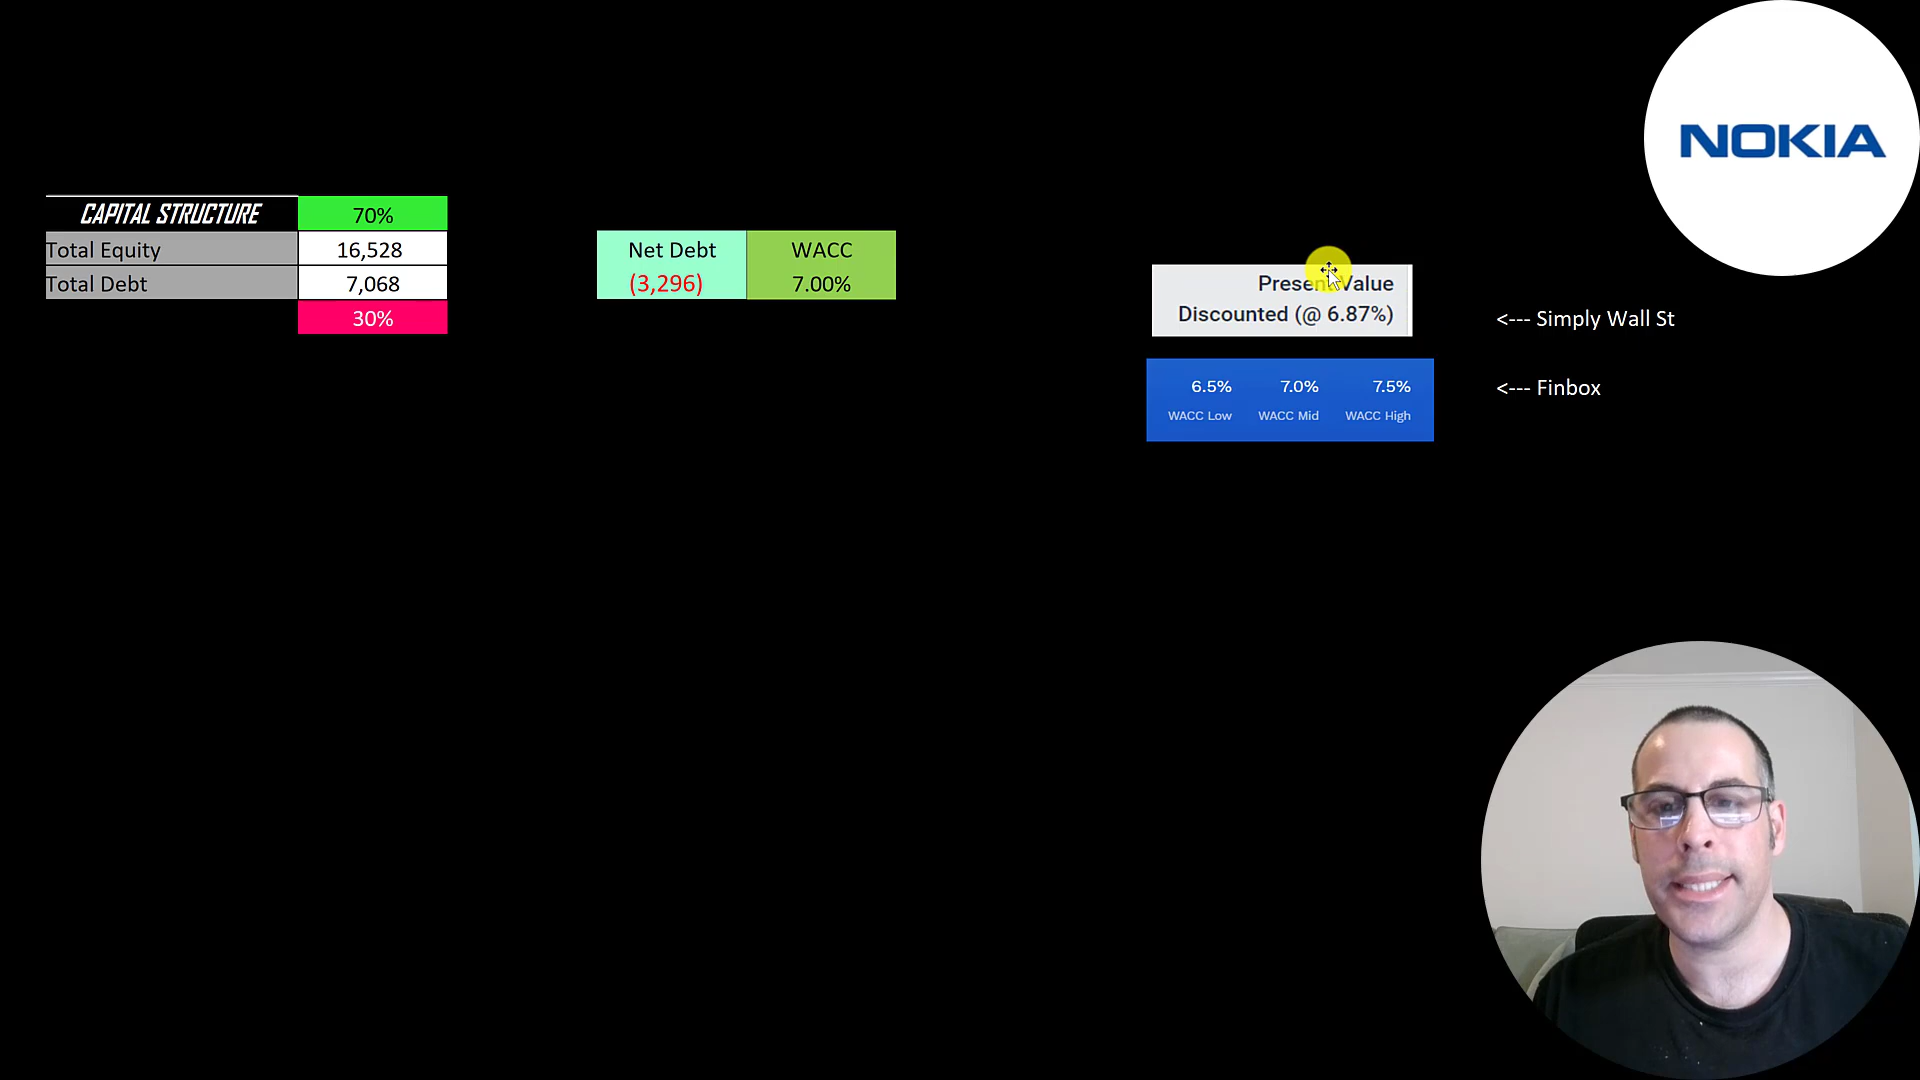 NOKIA
CAPITAL STRUCTURE 70%
Total Equity 16,528
Total Debt 7,068
30%
Net Debt WACC
(3,296) 7.00%
Present Value
Discounted (@ 6.87%)
<--- Simply Wall St
6.5% 7.0% 7.5%
WACC Low WACC Mid WACC High
<--- Finbox